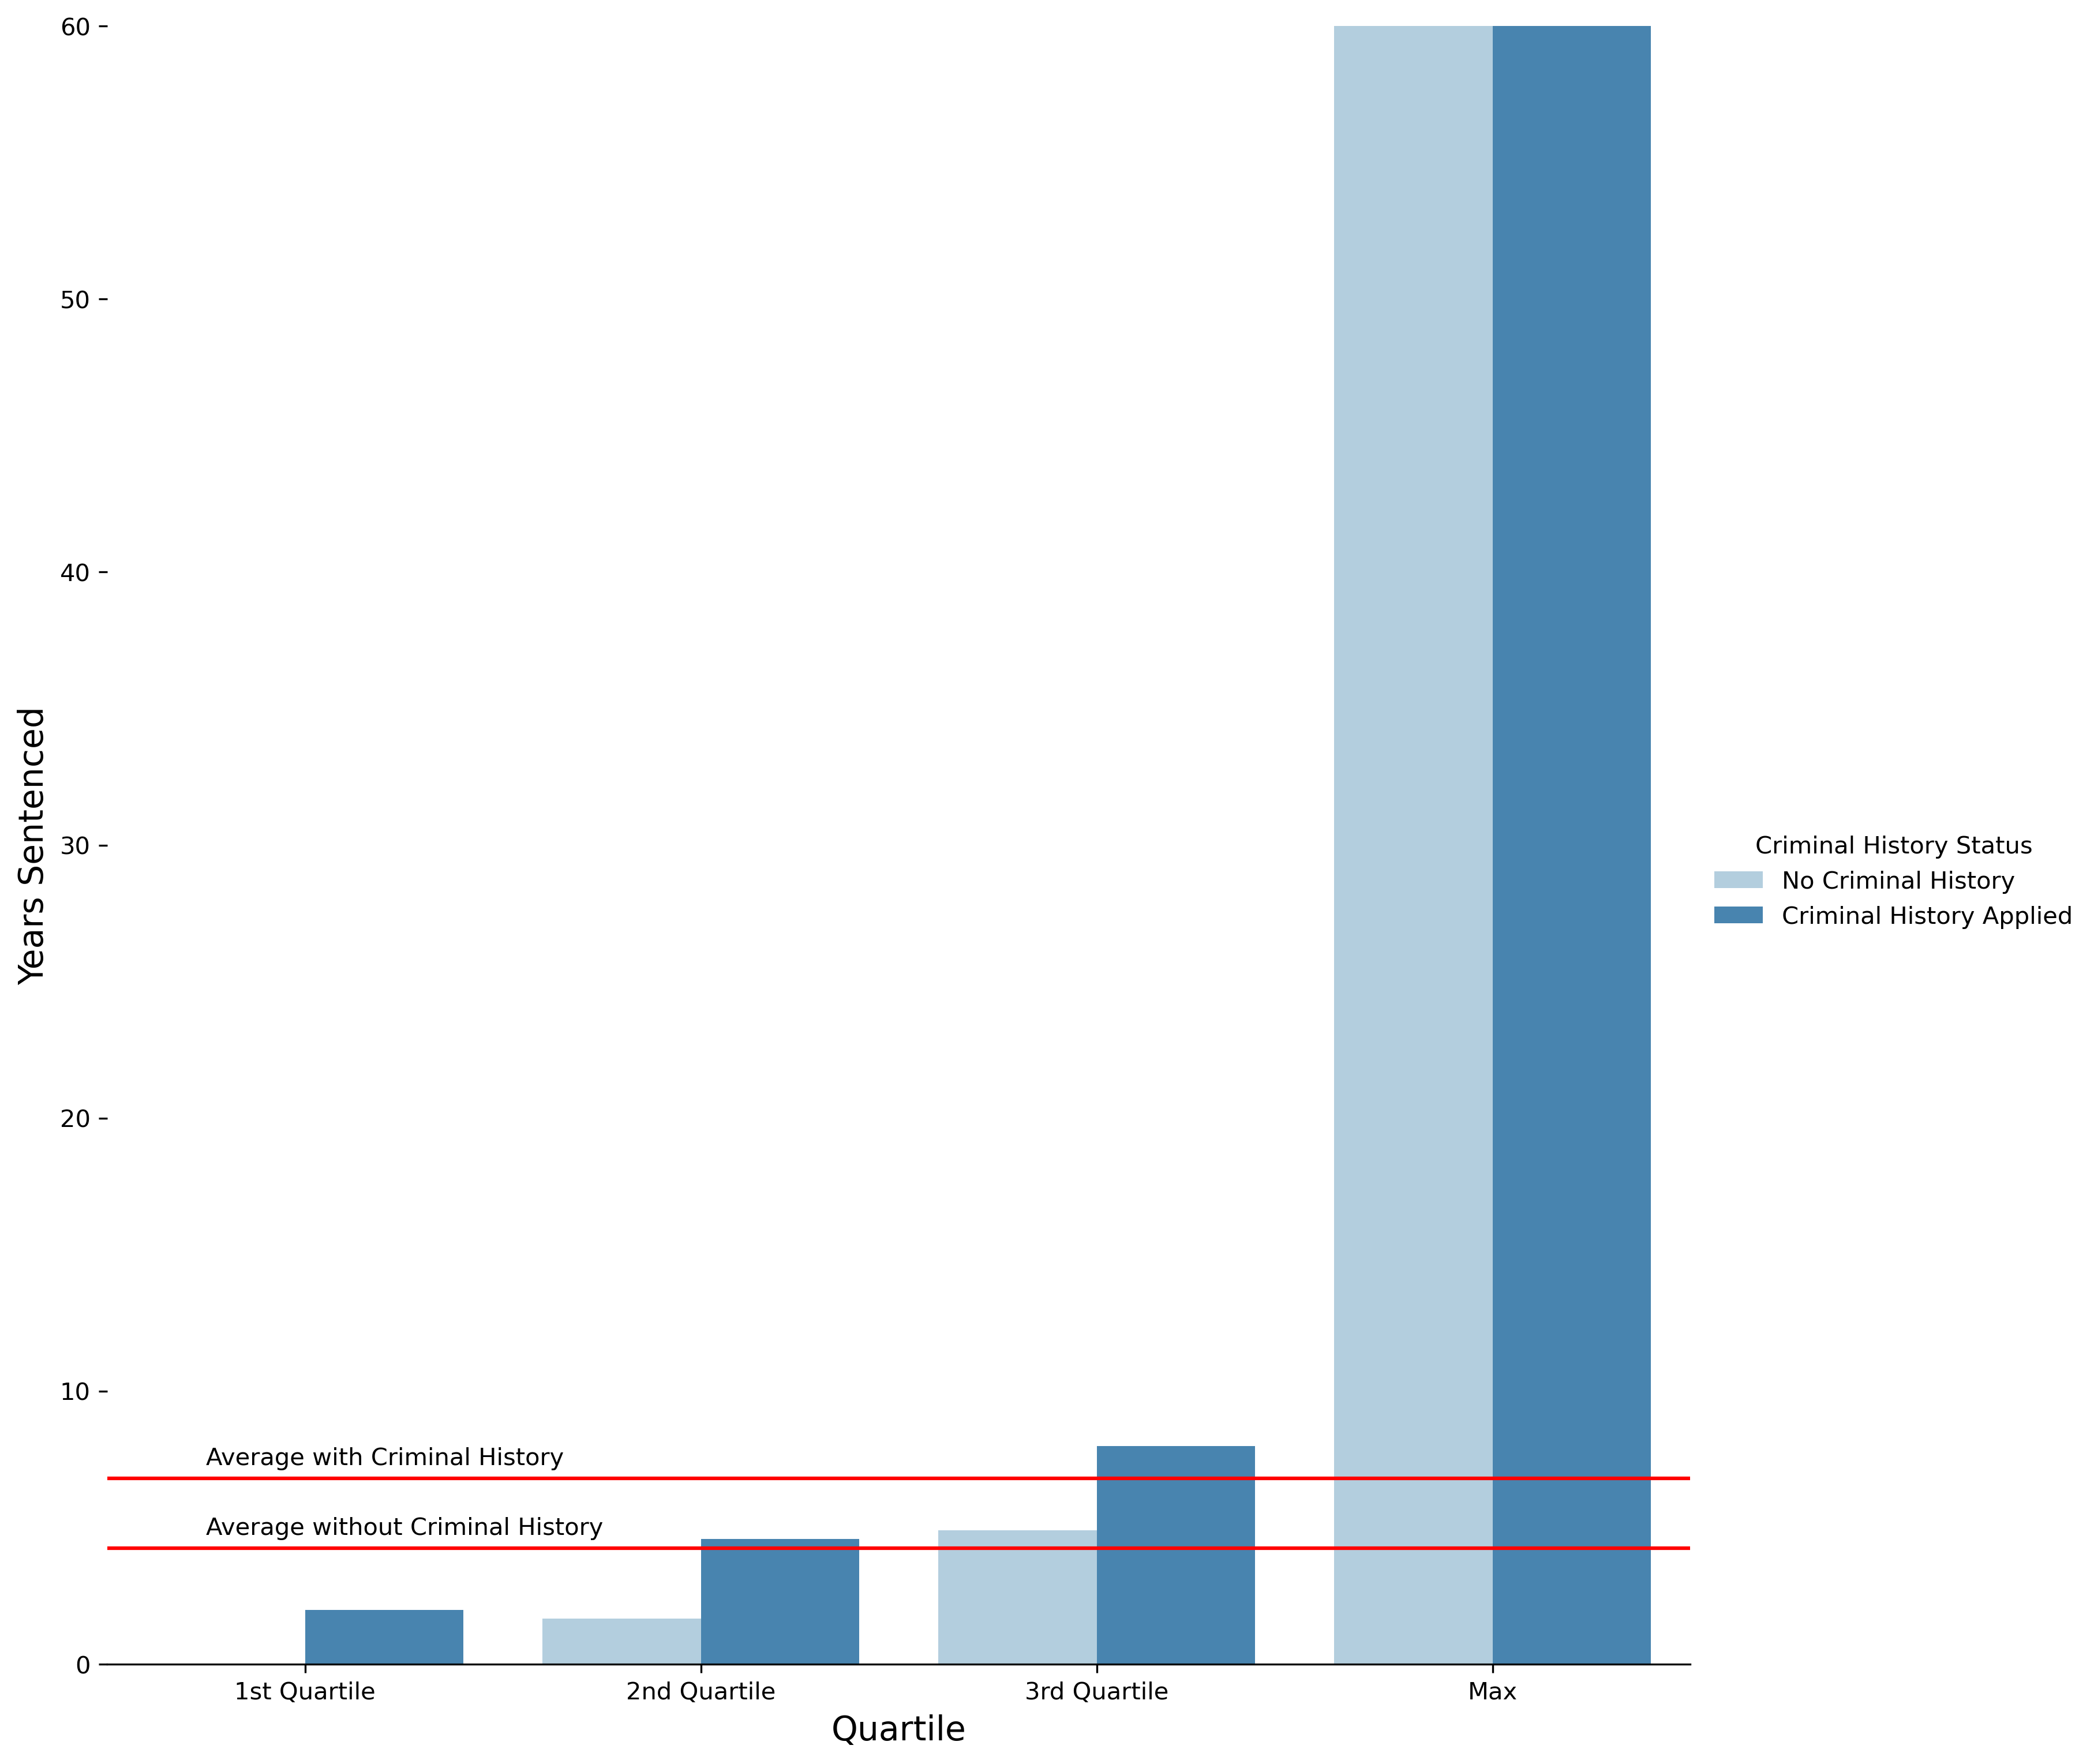 60
50
40
30
20
10
0
Years Sentenced
Average with Criminal History
Average without Criminal History
1st Quartile
2nd Quartile
3rd Quartile
Max
Quartile
Criminal History Status
No Criminal History
Criminal History Applied